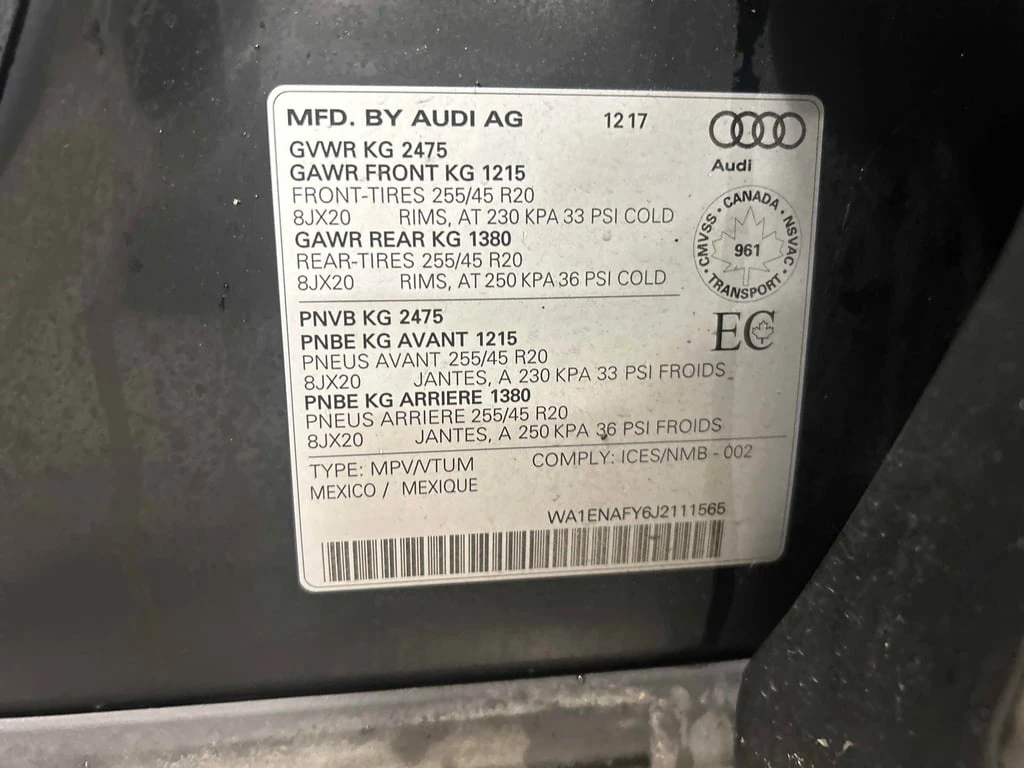 MFD. BY AUDI AG 12 17
Audi
GVWR KG 2475
GAWR FRONT KG 1215
FRONT-TIRES 255/45 R20
8JX20 RIMS, AT 230 KPA 33 PSI COLD
GAWR REAR KG 1380
REAR-TIRES 255/45 R20
8JX20 RIMS, AT 250 KPA 36 PSI COLD
CMVSS · CANADA · NSVAC · TRANSPORT ·
961
PNVB KG 2475
EC
PNBE KG AVANT 1215
PNEUS AVANT 255/45 R20
8JX20 JANTES, A 230 KPA 33 PSI FROIDS
PNBE KG ARRIERE 1380
PNEUS ARRIERE 255/45 R20
8JX20 JANTES, A 250 KPA 36 PSI FROIDS
TYPE: MPV/VTUM COMPLY: ICES/NMB - 002
MEXICO / MEXIQUE
WA1ENAFY6J2111565